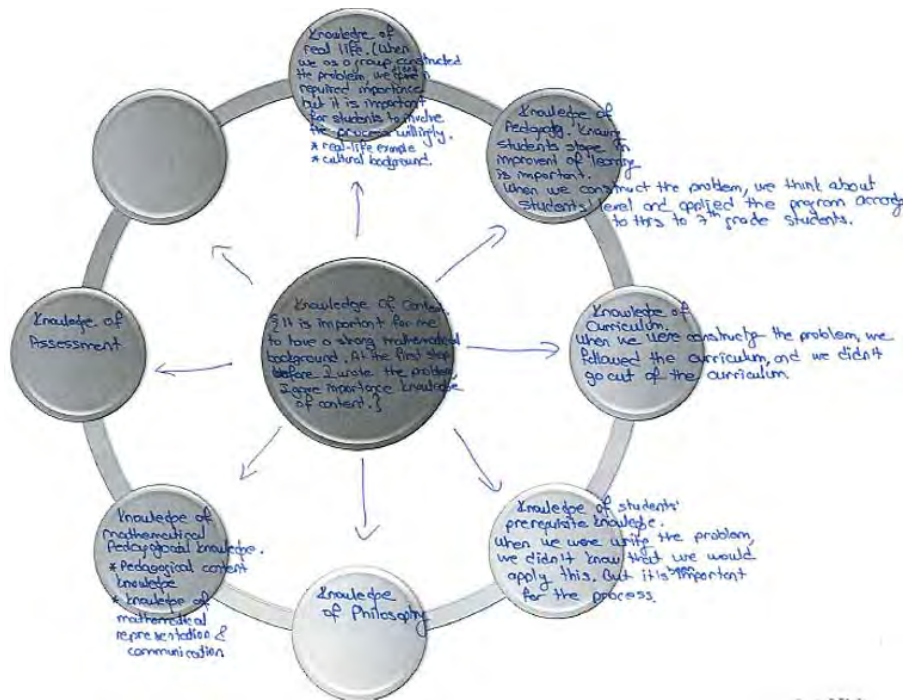 Knowledge of
real life. (When
we as a group constructed
the problem, we
required importance
but it is important
for students to involve
the process willingly.
* real-life example
* cultural background.
Knowledge of
Pedagogy. Knowing
students stage in
improvent of learning
is important.
When we construct the problem, we think about
students' level and applied the program accordg
to this to 7th grade students.
Knowledge of
Curriculum.
When we were constructg the problem, we
followed the curriculum, and we didn't
go out of the curriculum.
Knowledge of students'
prerequisite knowledge.
When we were write the problem,
we didn't know that we would
apply this. But it is important
for the process.
Knowledge
of Philosophy
Knowledge of
mathematical
Pedagogical knowledge.
* Pedagogical content
knowledge
* knowledge of
mathematical
representation &
communication
Knowledge of
Assessment
Knowledge of content.
{ It is important for me
to have a strong mathematical
background. At the first step
before I wrote the problem
I gave importance knowledge
of content. }